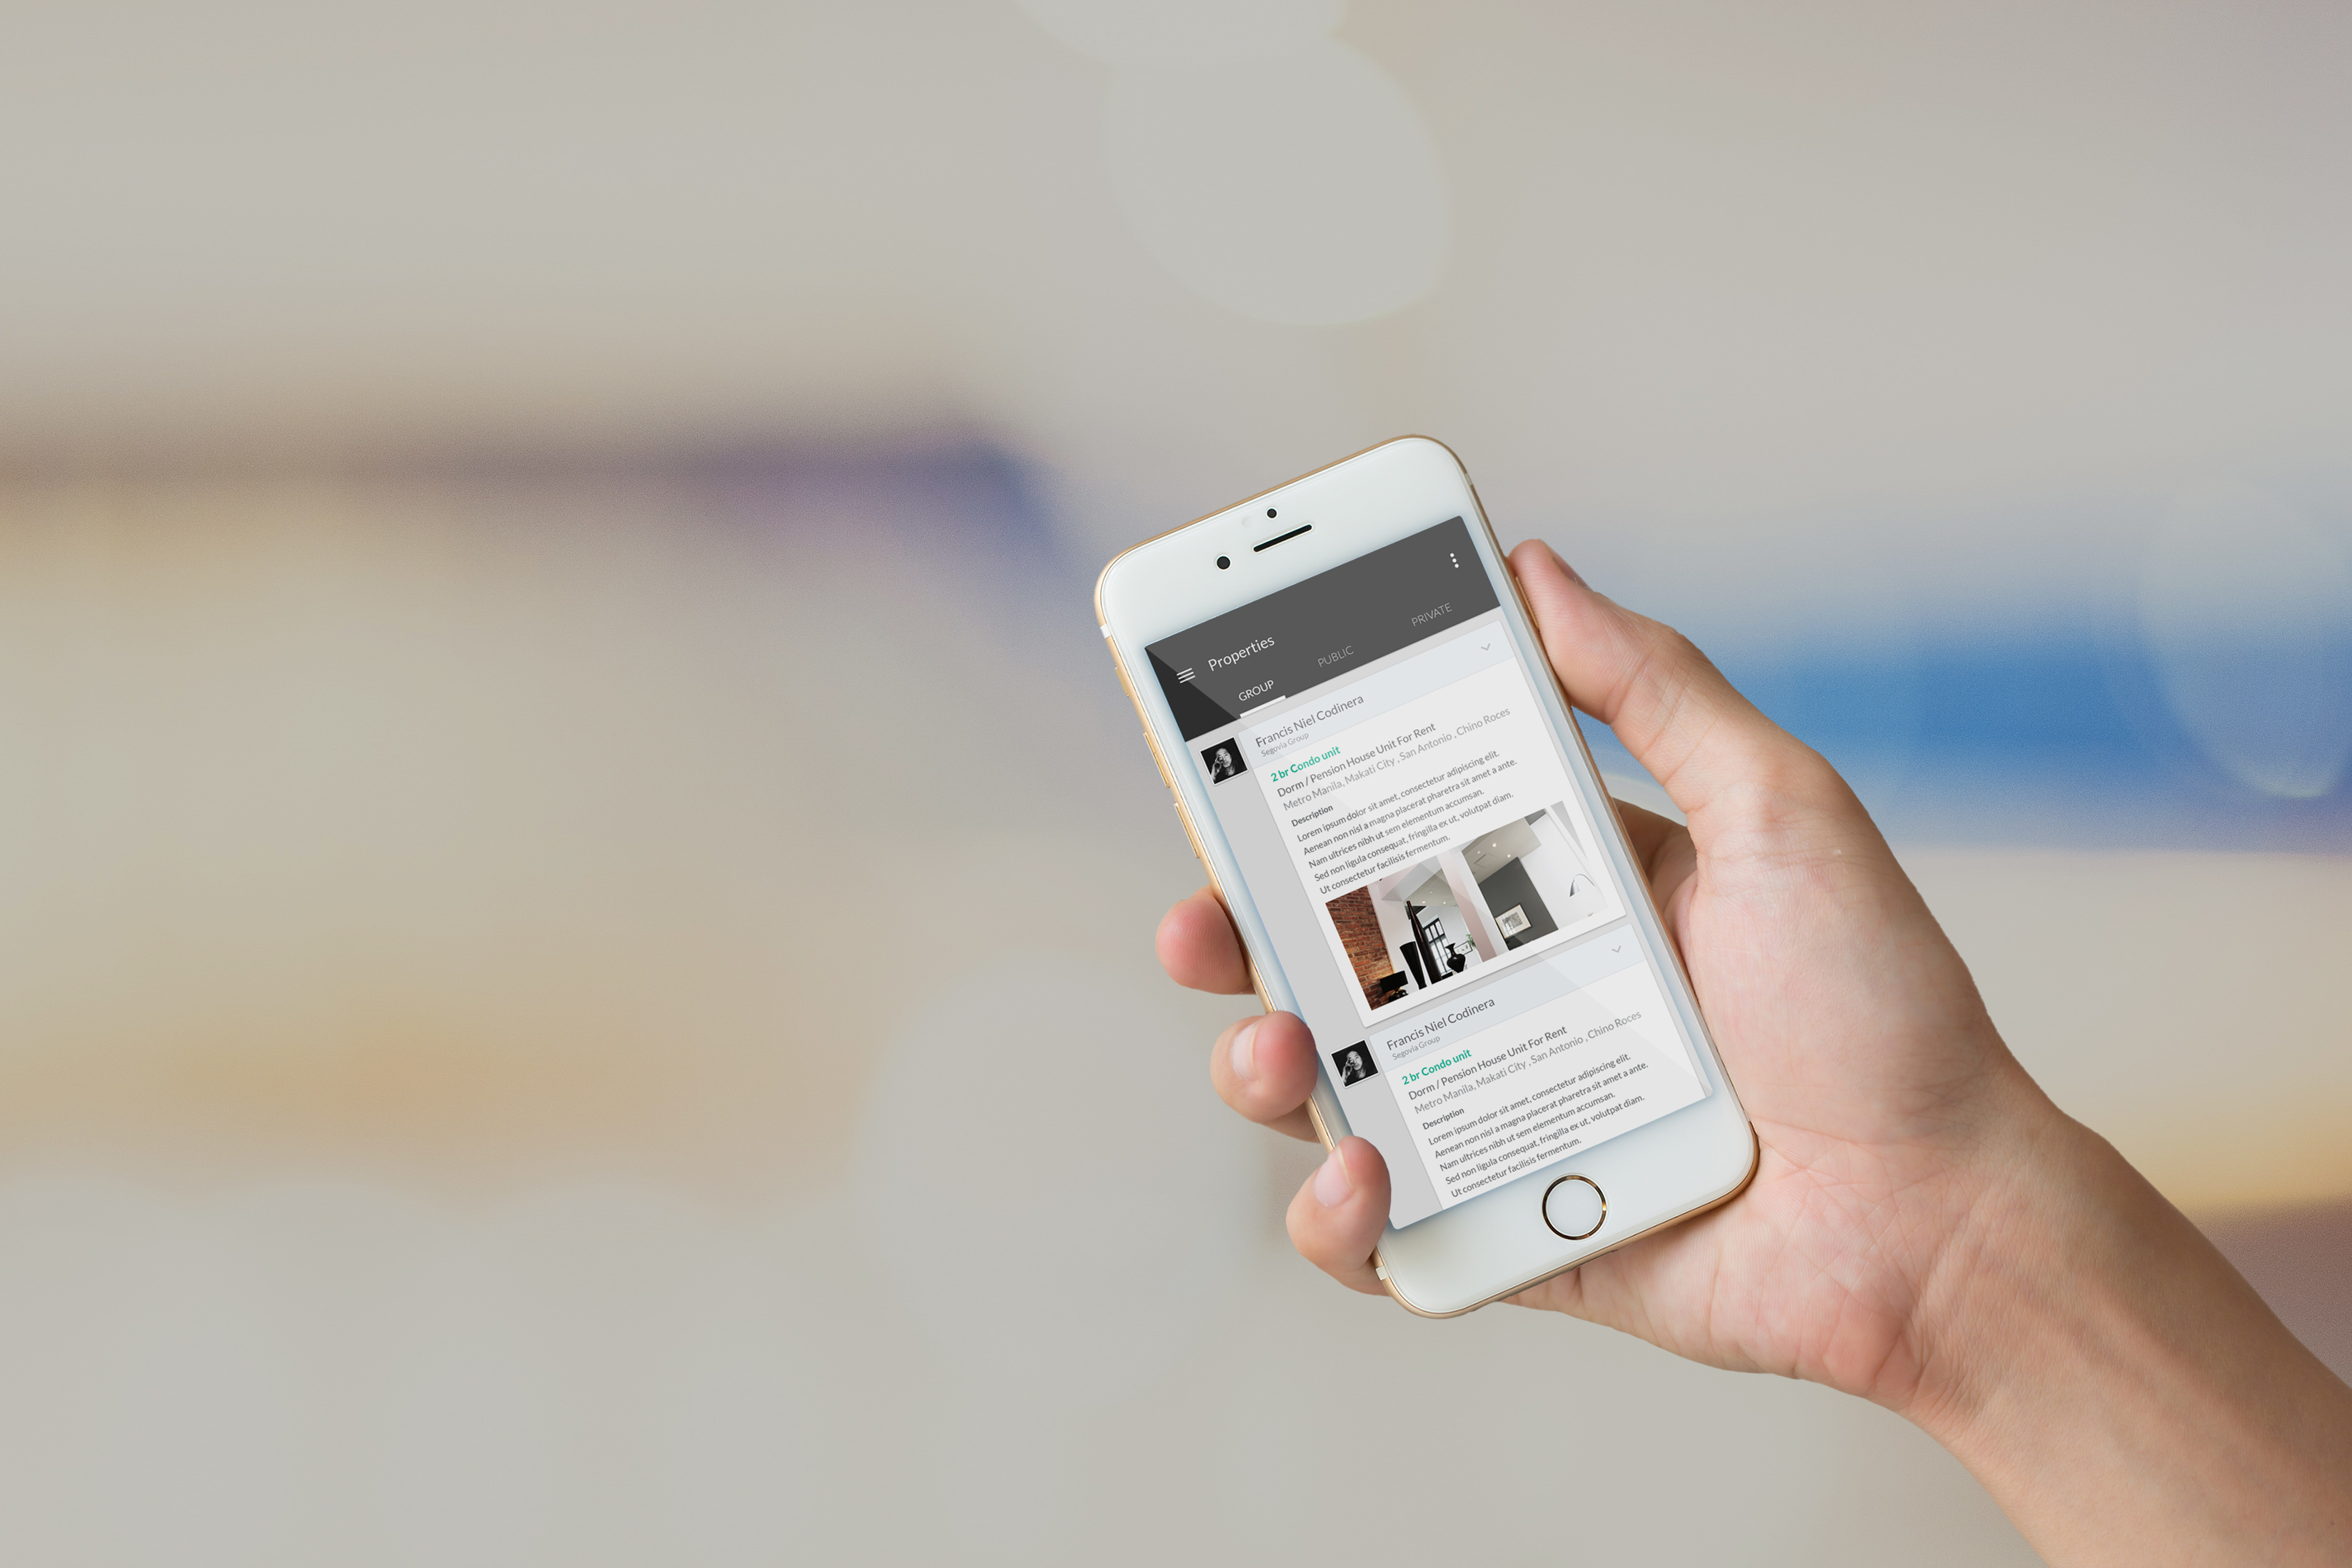 Properties
GROUP
PUBLIC
PRIVATE
Francis Niel Codinera
Segovia Group
2 br Condo unit
Dorm / Pension House Unit For Rent
Metro Manila, Makati City , San Antonio , Chino Roces
Description
Lorem ipsum dolor sit amet, consectetur adipiscing elit.
Aenean non nisl a magna placerat pharetra sit amet a ante.
Nam ultrices nibh ut sem elementum accumsan.
Sed non ligula consequat, fringilla ex ut, volutpat diam.
Ut consectetur facilisis fermentum.
Francis Niel Codinera
Segovia Group
2 br Condo unit
Dorm / Pension House Unit For Rent
Metro Manila, Makati City , San Antonio , Chino Roces
Description
Lorem ipsum dolor sit amet, consectetur adipiscing elit.
Aenean non nisl a magna placerat pharetra sit amet a ante.
Nam ultrices nibh ut sem elementum accumsan.
Sed non ligula consequat, fringilla ex ut, volutpat diam.
Ut consectetur facilisis fermentum.